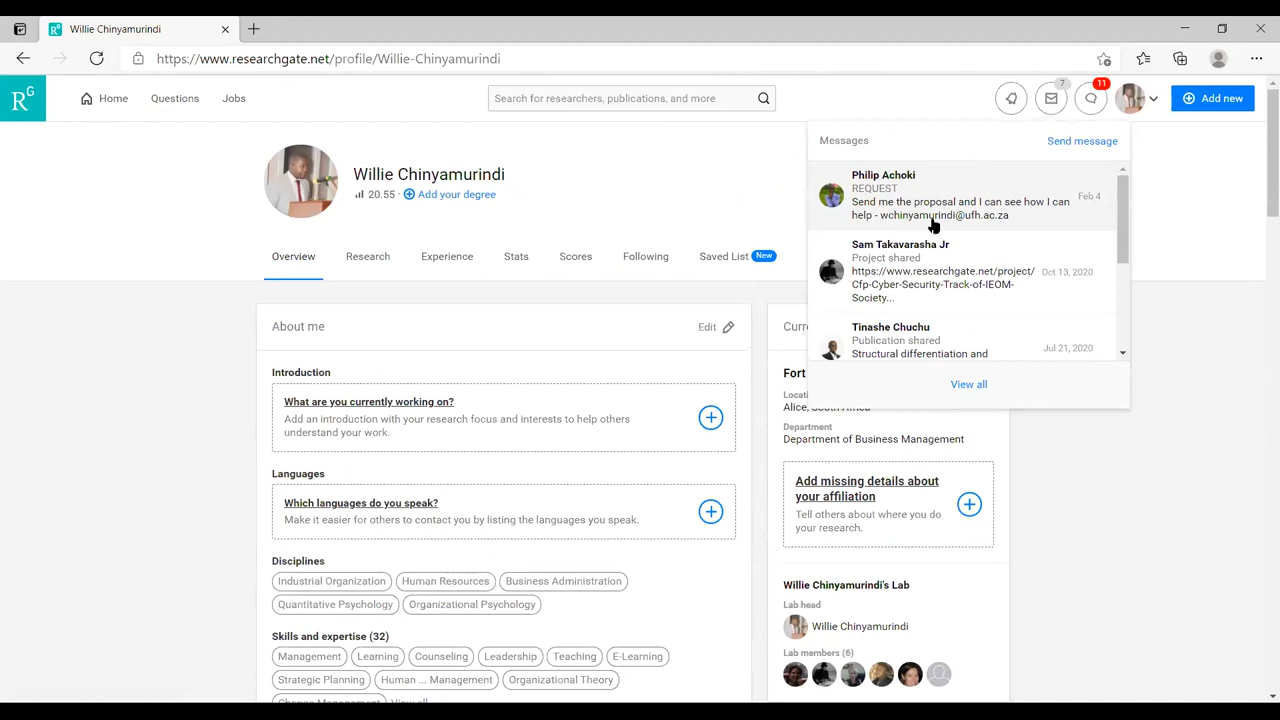 Willie Chinyamurindi
https://www.researchgate.net/profile/Willie-Chinyamurindi
RG
Home
Questions
Jobs
Search for researchers, publications, and more
7
11
Add new
Messages
Send message
Philip Achoki
REQUEST
Send me the proposal and I can see how I can
help - wchinyamurindi@ufh.ac.za
Feb 4
Sam Takavarasha Jr
Project shared
https://www.researchgate.net/project/
Cfp-Cyber-Security-Track-of-IEOM-
Society...
Oct 13, 2020
Tinashe Chuchu
Publication shared
Structural differentiation and
Jul 21, 2020
View all
Willie Chinyamurindi
20.55 · Add your degree
Overview
Research
Experience
Stats
Scores
Following
Saved List New
About me
Edit
Introduction
What are you currently working on?
Add an introduction with your research focus and interests to help others
understand your work.
Languages
Which languages do you speak?
Make it easier for others to contact you by listing the languages you speak.
Disciplines
Industrial Organization
Human Resources
Business Administration
Quantitative Psychology
Organizational Psychology
Skills and expertise (32)
Management
Learning
Counseling
Leadership
Teaching
E-Learning
Strategic Planning
Human ... Management
Organizational Theory
Change Management
View all
Curre
Fort
Locati
Alice, South Africa
Department
Department of Business Management
Add missing details about
your affiliation
Tell others about where you do
your research.
Willie Chinyamurindi's Lab
Lab head
Willie Chinyamurindi
Lab members (6)